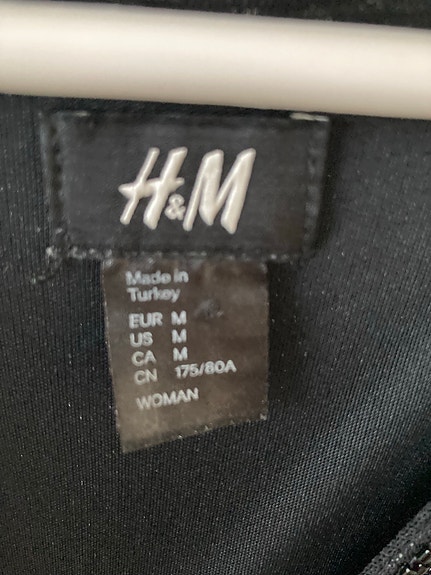 H&M
Made in
Turkey
EUR M
US M
CA M
CN 175/80A
WOMAN